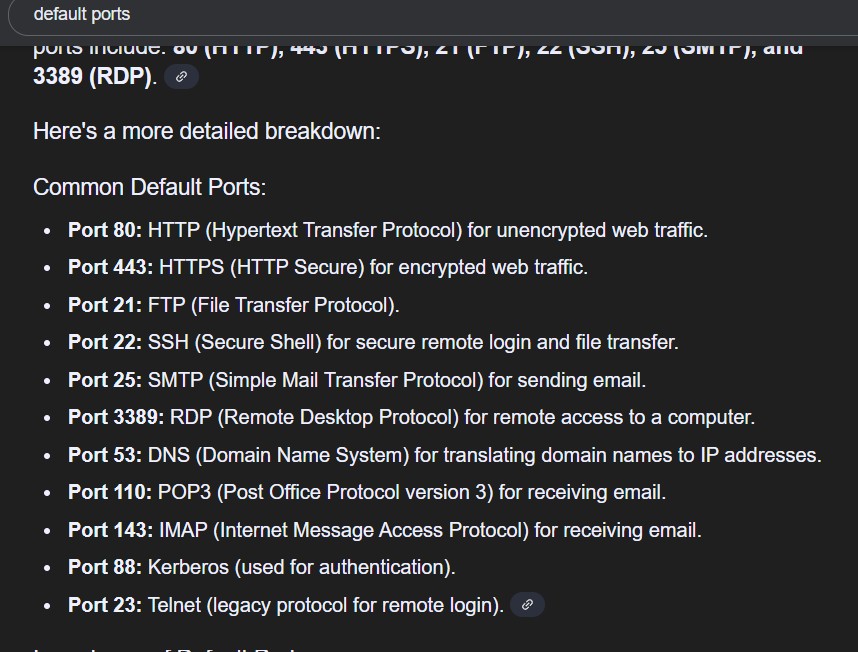 default ports
ports include: 80 (HTTP), 443 (HTTPS), 21 (FTP), 22 (SSH), 25 (SMTP), and
3389 (RDP).
Here's a more detailed breakdown:
Common Default Ports:
• Port 80: HTTP (Hypertext Transfer Protocol) for unencrypted web traffic.
• Port 443: HTTPS (HTTP Secure) for encrypted web traffic.
• Port 21: FTP (File Transfer Protocol).
• Port 22: SSH (Secure Shell) for secure remote login and file transfer.
• Port 25: SMTP (Simple Mail Transfer Protocol) for sending email.
• Port 3389: RDP (Remote Desktop Protocol) for remote access to a computer.
• Port 53: DNS (Domain Name System) for translating domain names to IP addresses.
• Port 110: POP3 (Post Office Protocol version 3) for receiving email.
• Port 143: IMAP (Internet Message Access Protocol) for receiving email.
• Port 88: Kerberos (used for authentication).
• Port 23: Telnet (legacy protocol for remote login).